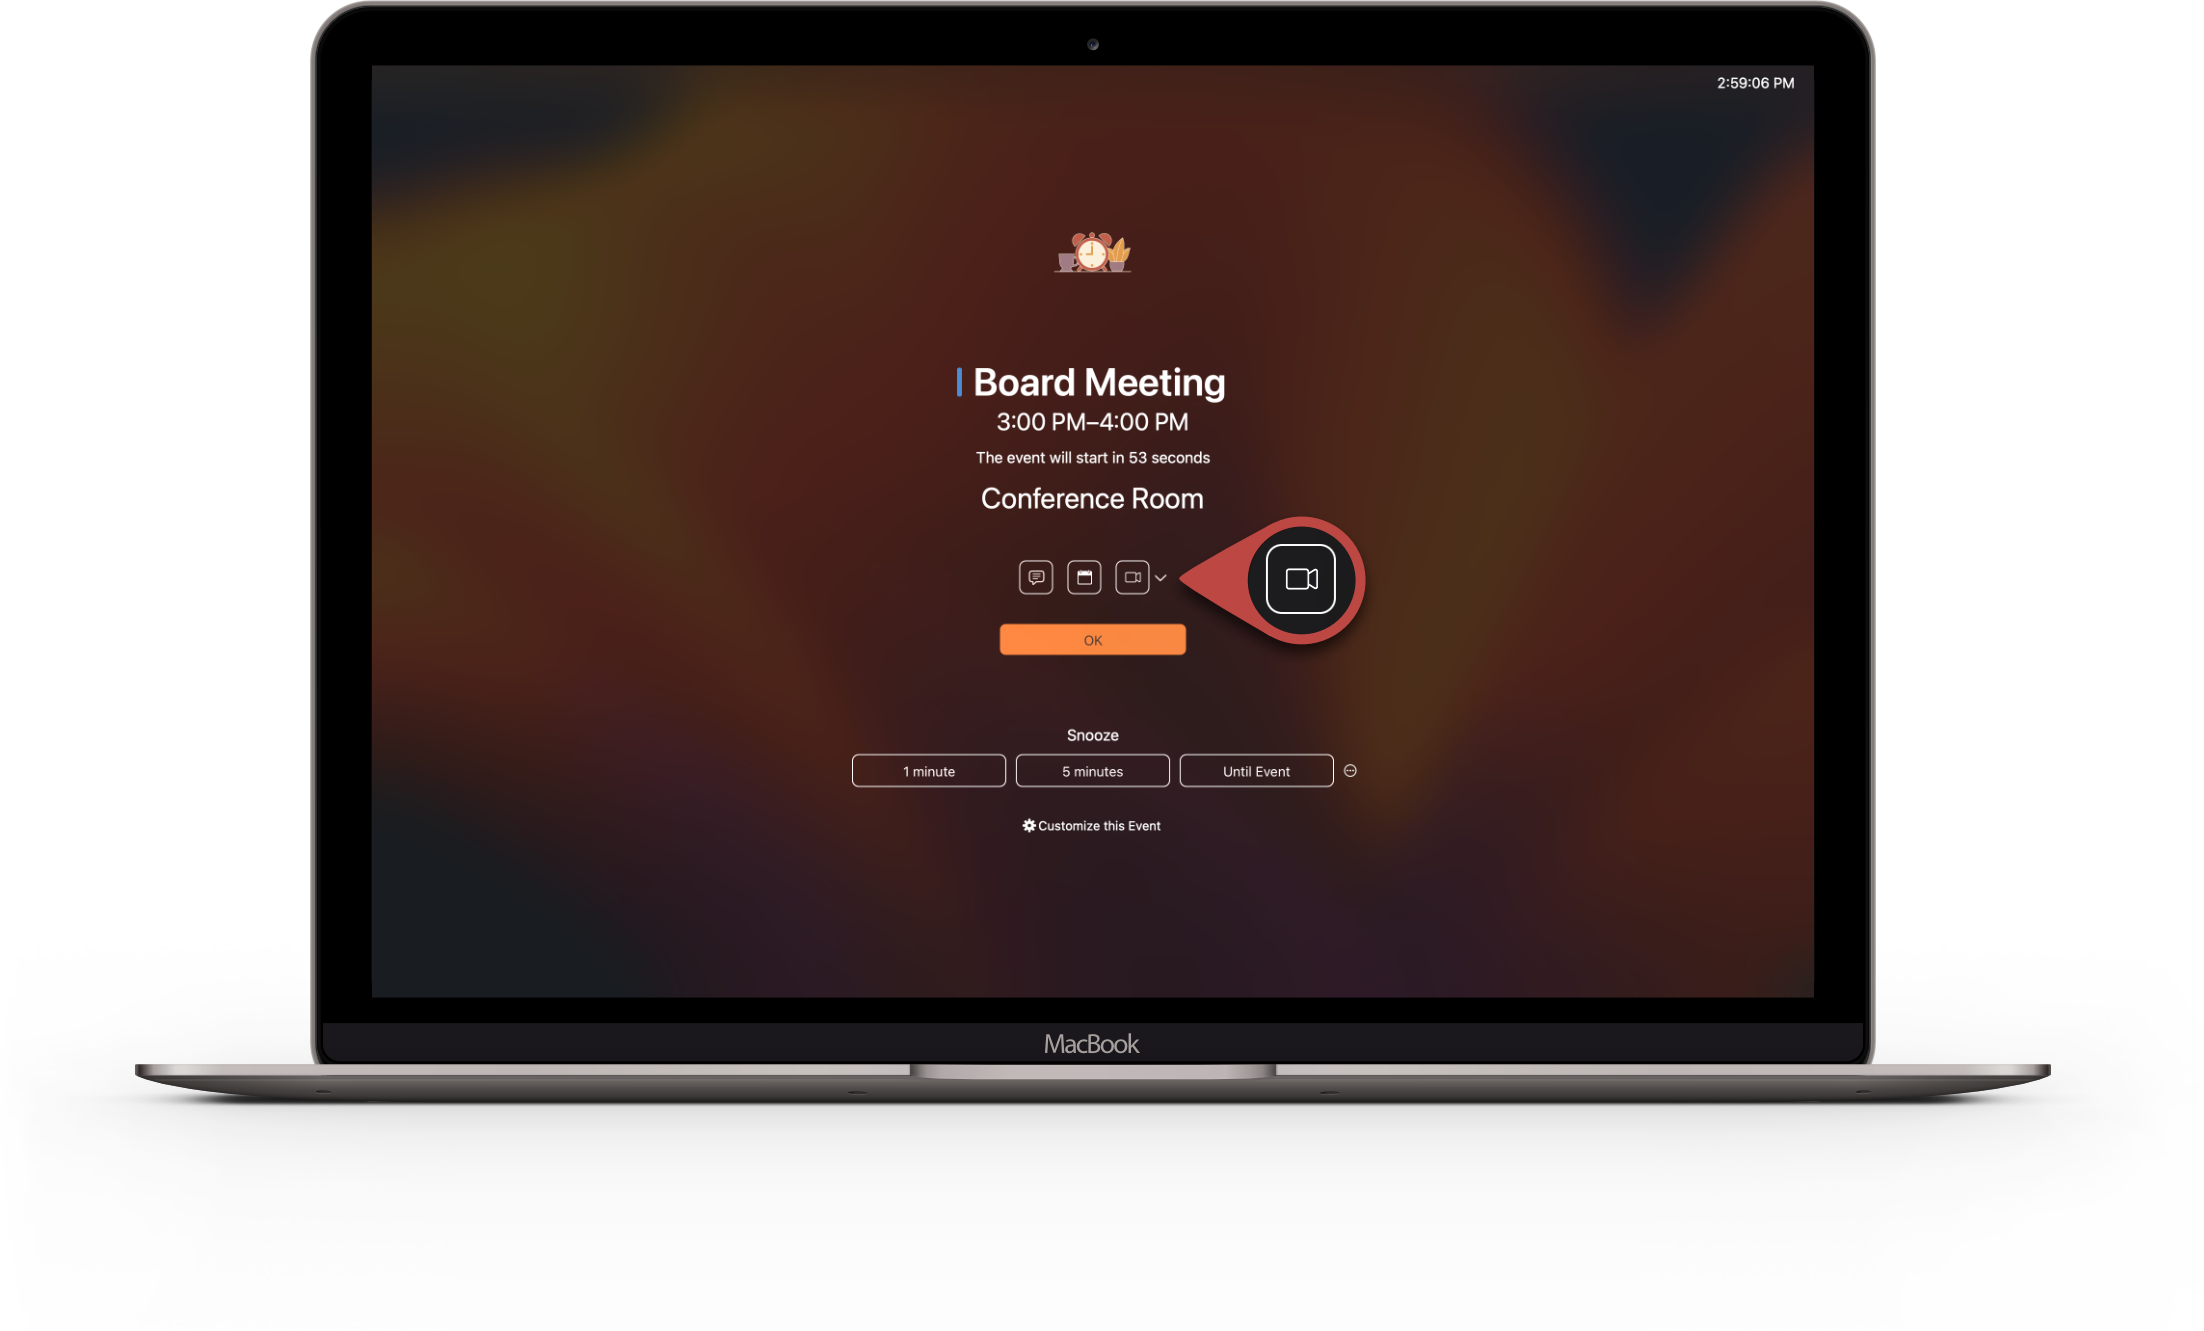 2:59:06 PM
Board Meeting
3:00 PM–4:00 PM
The event will start in 53 seconds
Conference Room
OK
Snooze
1 minute
5 minutes
Until Event
Customize this Event
MacBook